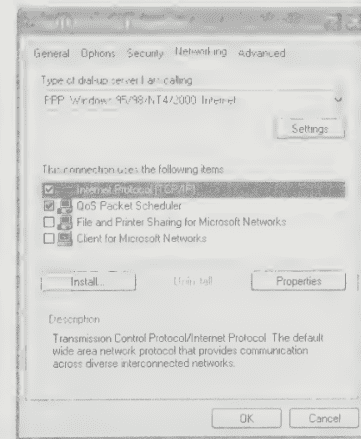 General Options Security Networking Advanced
Type of dial-up server I am calling
PPP: Windows 95/98/NT4/2000, Internet
Settings
This connection uses the following items
Internet Protocol (TCP/IP)
QoS Packet Scheduler
File and Printer Sharing for Microsoft Networks
Client for Microsoft Networks
Install... Uninstall Properties
Description
Transmission Control Protocol/Internet Protocol. The default
wide area network protocol that provides communication
across diverse interconnected networks.
OK Cancel